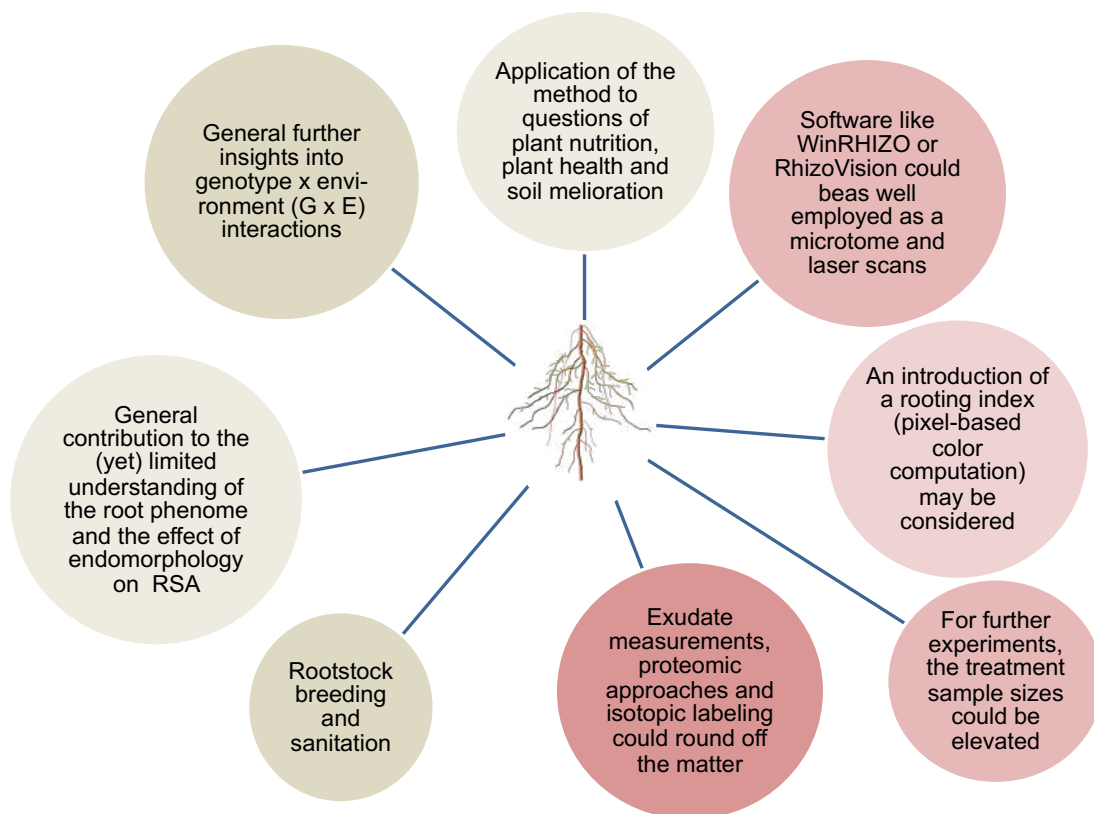 General further
insights into
genotype x envi-
ronment (G x E)
interactions
Application of the
method to
questions of
plant nutrition,
plant health and
soil melioration
Software like
WinRHIZO or
RhizoVision could
beas well
employed as a
microtome and
laser scans
An introduction of
a rooting index
(pixel-based
color
computation)
may be
considered
For further
experiments,
the treatment
sample sizes
could be
elevated
Exudate
measurements,
proteomic
approaches and
isotopic labeling
could round off
the matter
Rootstock
breeding
and
sanitation
General
contribution to the
(yet) limited
understanding of
the root phenome
and the effect of
endomorphology
on RSA